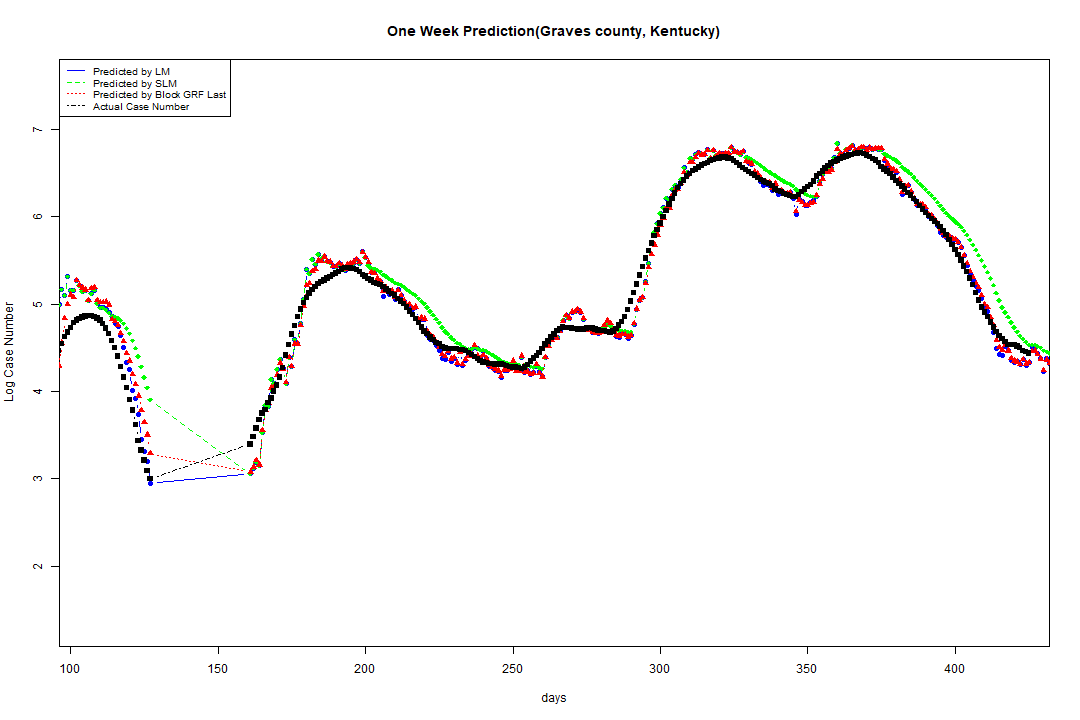 One Week Prediction(Graves county, Kentucky)
Predicted by LM
Predicted by SLM
Predicted by Block GRF Last
Actual Case Number
Log Case Number
7
6
5
4
3
2
100 150 200 250 300 350 400
days